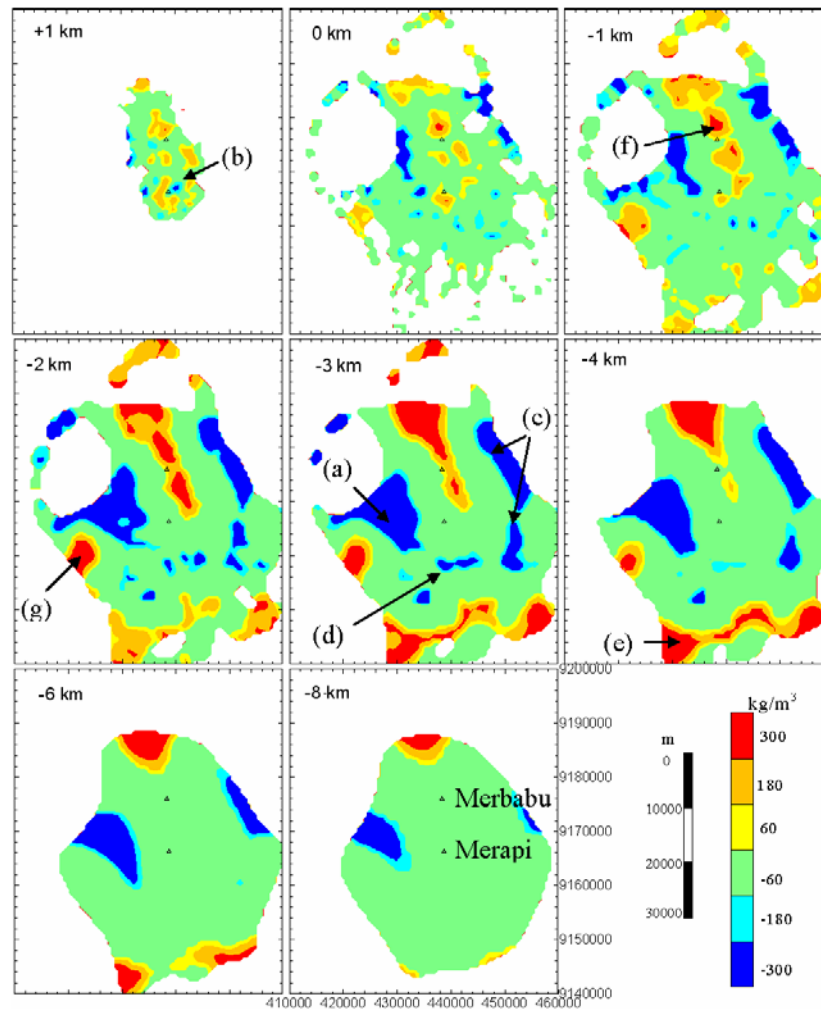 +1 km
0 km
-1 km
(b)
(f)
-2 km
-3 km
-4 km
(a)
(c)
(g)
(d)
(e)
-6 km
-8 km
Merbabu
Merapi
9200000
9190000
9180000
9170000
9160000
9150000
9140000
410000 420000 430000 440000 450000 460000
m
0
10000
20000
30000
kg/m³
300
180
60
-60
-180
-300